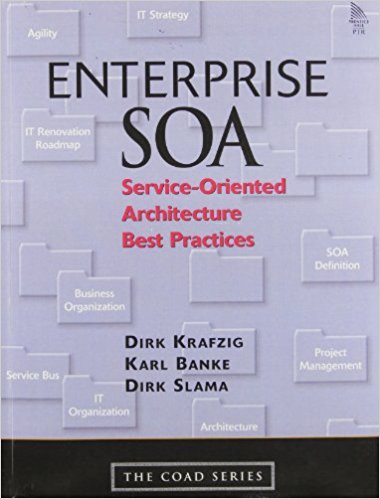 IT Strategy
Agility
PRENTICE
HALL
PTR
ENTERPRISE
SOA
IT Renovation
Roadmap
Service-Oriented
Architecture
Best Practices
SOA
Definition
Business
Organization
DIRK KRAFZIG
KARL BANKE
DIRK SLAMA
Project
Management
Service Bus
IT
Organization
Architecture
THE COAD SERIES